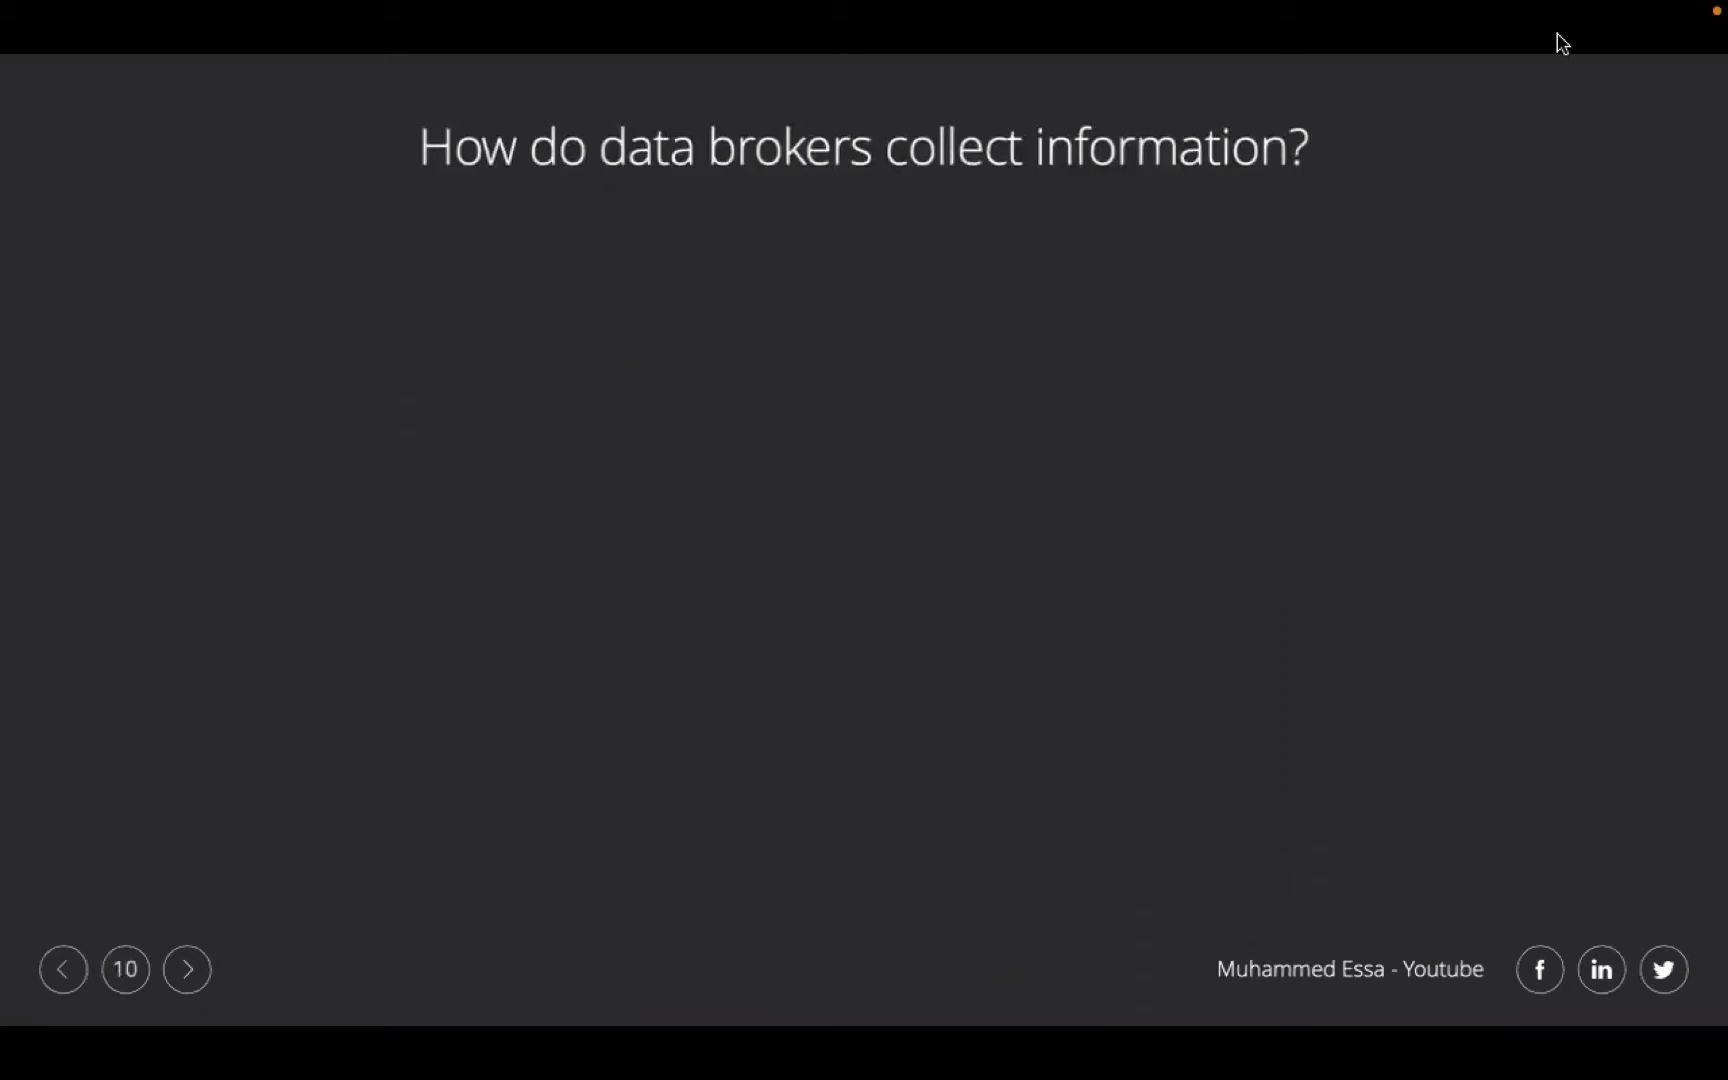 How do data brokers collect information?
10
Muhammed Essa - Youtube
f
in